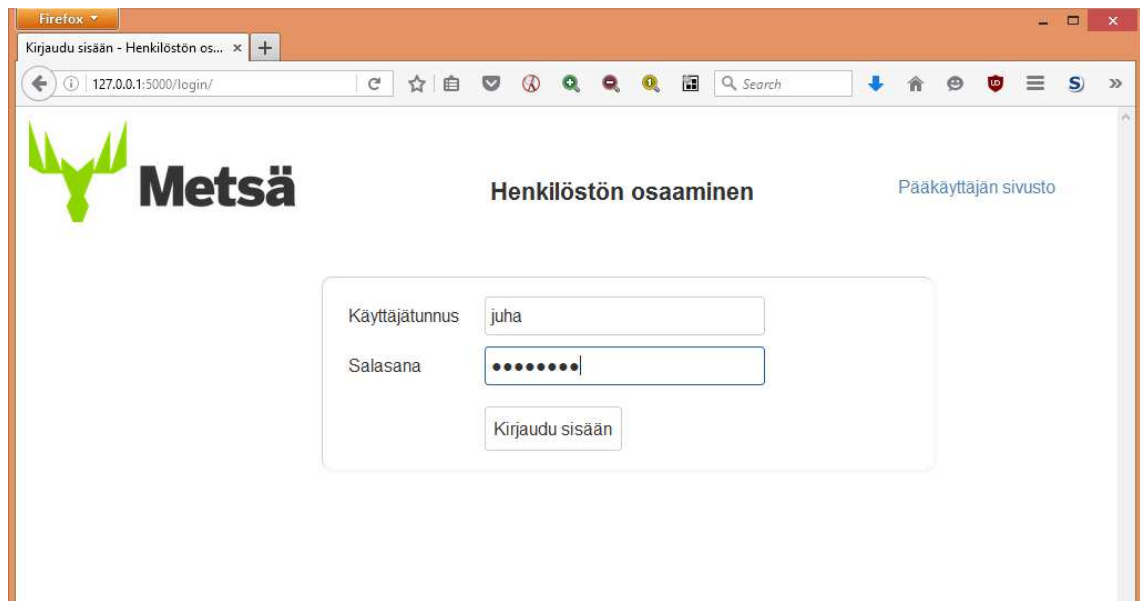 Firefox
Kirjaudu sisään - Henkilöstön os...
127.0.0.1:5000/login/
Search
Metsä
Henkilöstön osaaminen
Pääkäyttäjän sivusto
Käyttäjätunnus
juha
Salasana
••••••••
Kirjaudu sisään